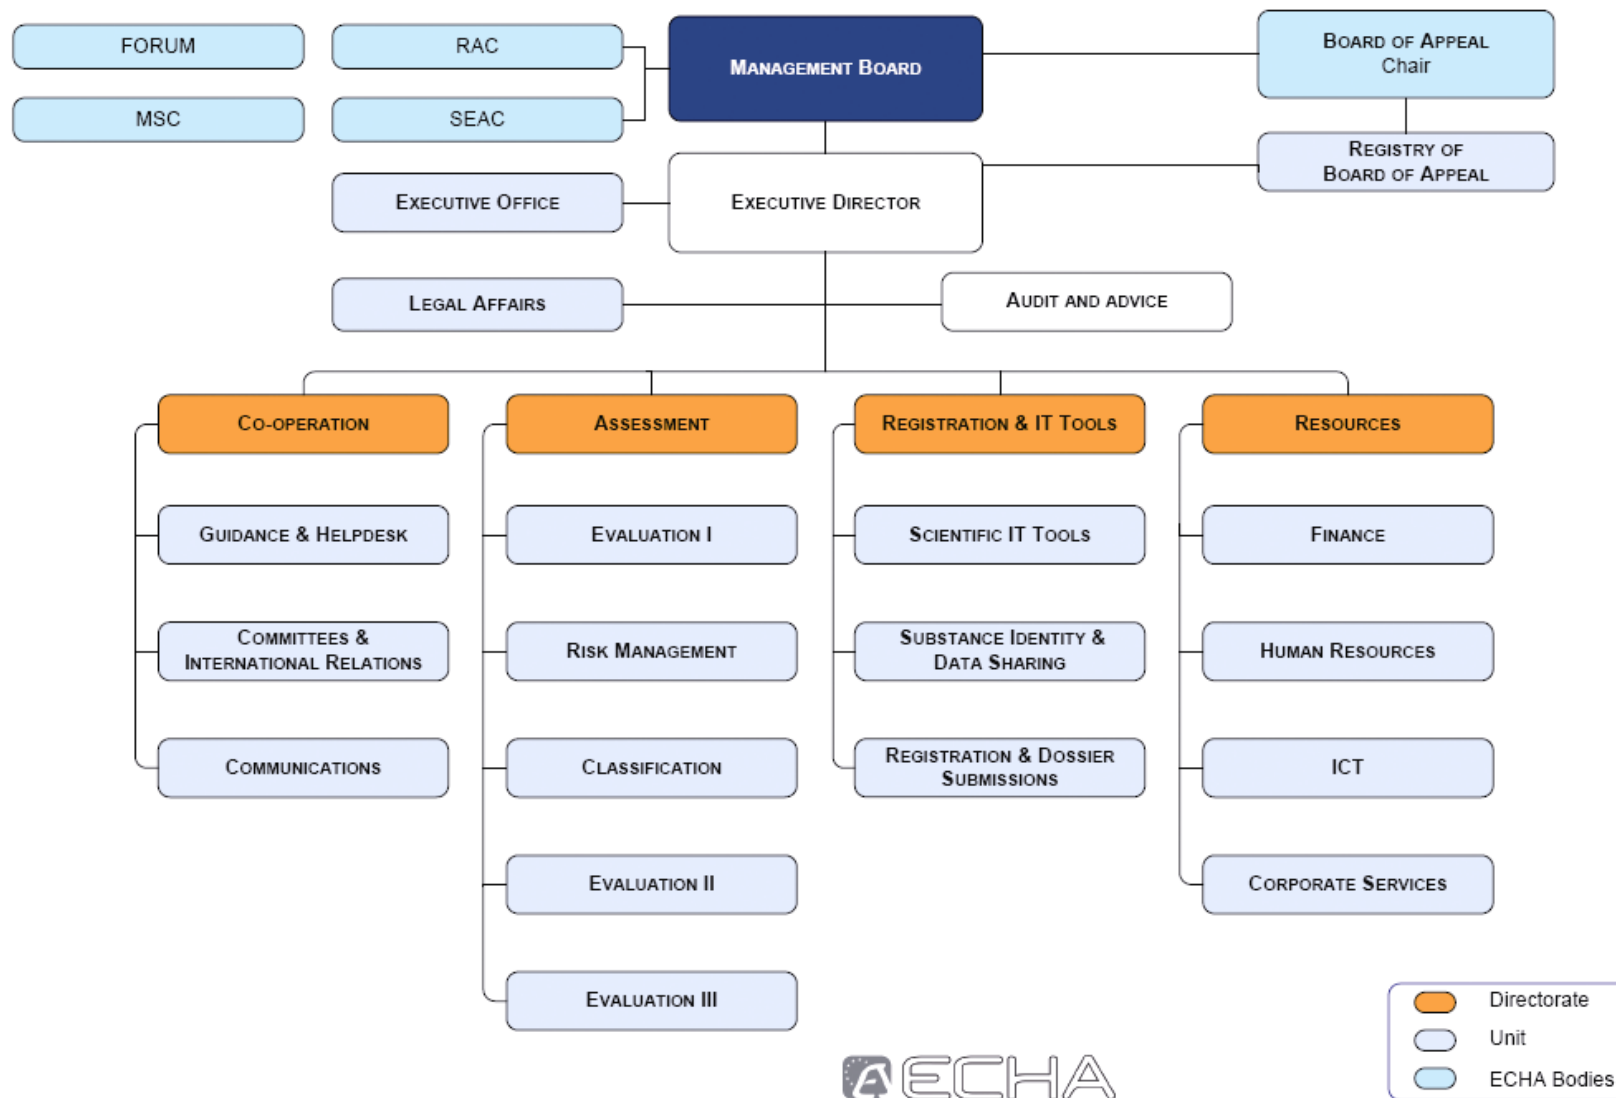 FORUM
RAC
MANAGEMENT BOARD
BOARD OF APPEAL
Chair
MSC
SEAC
REGISTRY OF
BOARD OF APPEAL
EXECUTIVE OFFICE
EXECUTIVE DIRECTOR
LEGAL AFFAIRS
AUDIT AND ADVICE
CO-OPERATION
ASSESSMENT
REGISTRATION & IT TOOLS
RESOURCES
GUIDANCE & HELPDESK
EVALUATION I
SCIENTIFIC IT TOOLS
FINANCE
COMMITTEES &
INTERNATIONAL RELATIONS
RISK MANAGEMENT
SUBSTANCE IDENTITY &
DATA SHARING
HUMAN RESOURCES
COMMUNICATIONS
CLASSIFICATION
REGISTRATION & DOSSIER
SUBMISSIONS
ICT
EVALUATION II
CORPORATE SERVICES
EVALUATION III
Directorate
Unit
ECHA Bodies
ECHA